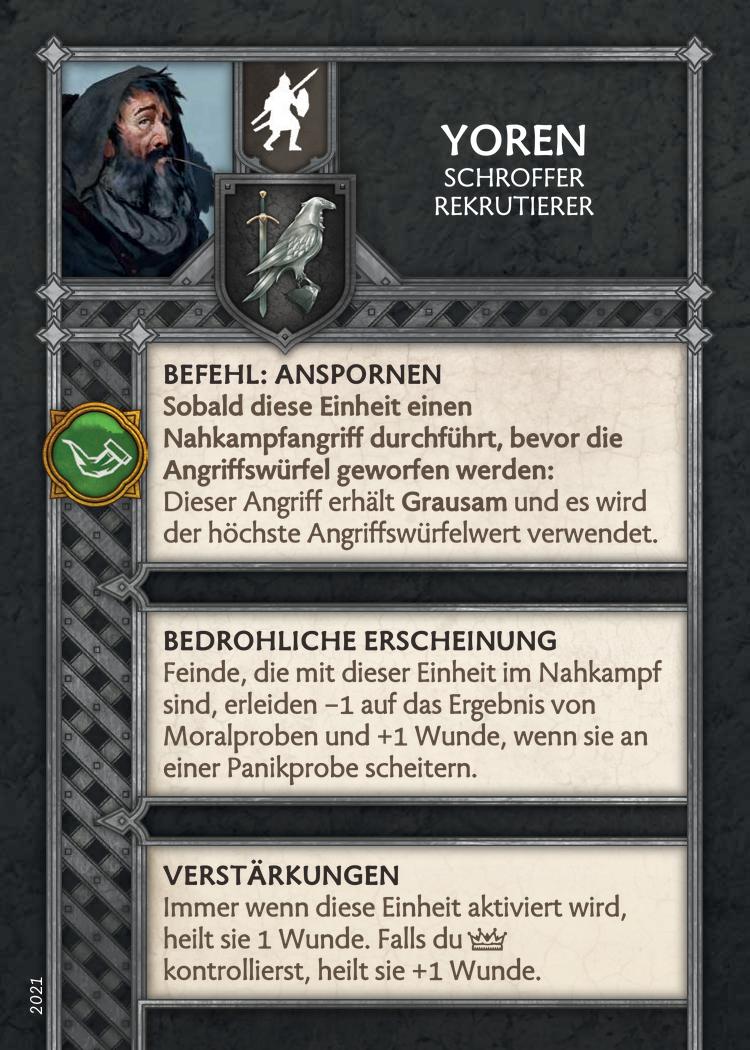 YOREN
SCHROFFER
REKRUTIERER
BEFEHL: ANSPORNEN
Sobald diese Einheit einen
Nahkampfangriff durchführt, bevor die
Angriffswürfel geworfen werden:
Dieser Angriff erhält Grausam und es wird
der höchste Angriffswürfelwert verwendet.
BEDROHLICHE ERSCHEINUNG
Feinde, die mit dieser Einheit im Nahkampf
sind, erleiden −1 auf das Ergebnis von
Moralproben und +1 Wunde, wenn sie an
einer Panikprobe scheitern.
VERSTÄRKUNGEN
Immer wenn diese Einheit aktiviert wird,
heilt sie 1 Wunde. Falls du
kontrollierst, heilt sie +1 Wunde.
2021